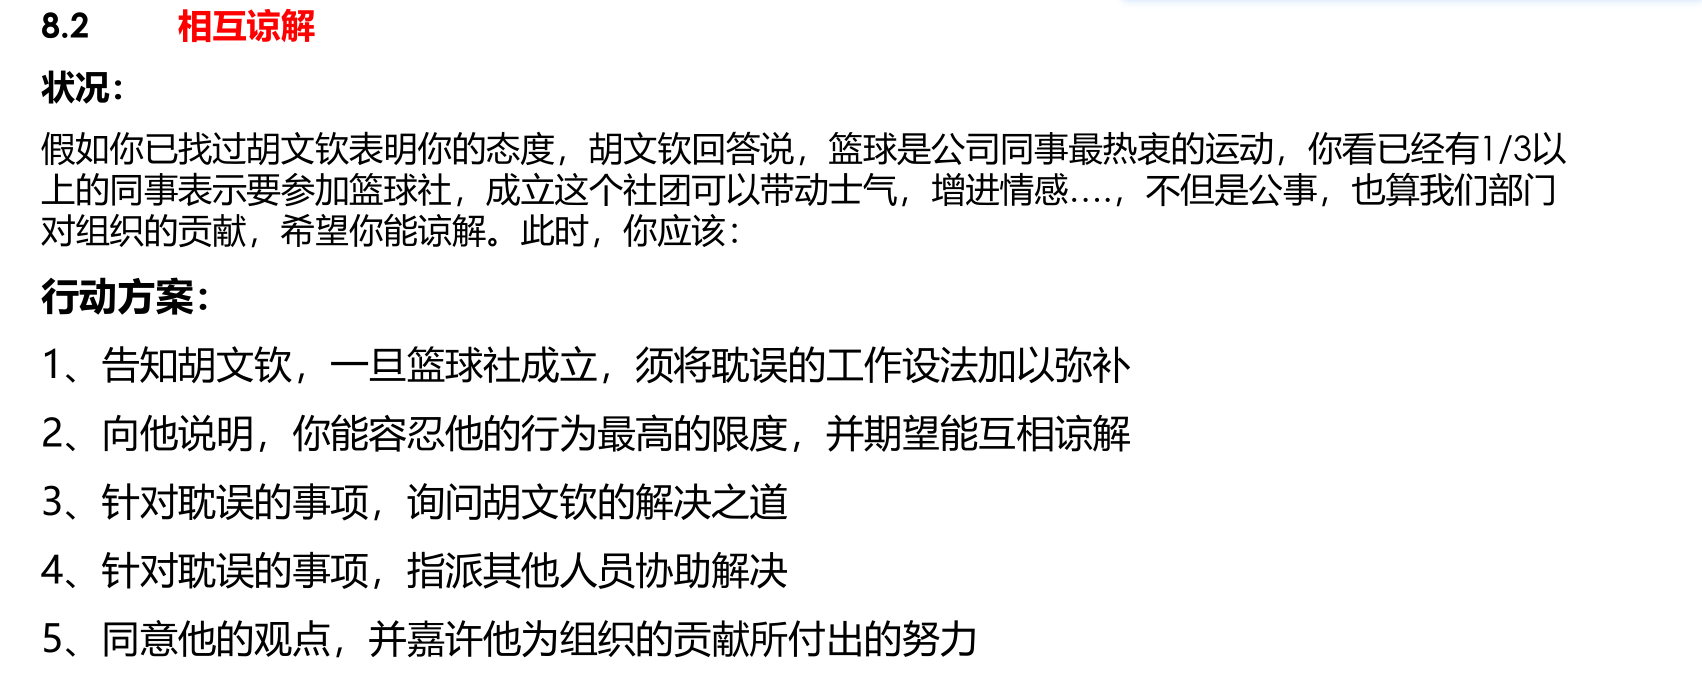 8.2 相互谅解
状况：
假如你已找过胡文钦表明你的态度，胡文钦回答说，篮球是公司同事最热衷的运动，你看已经有1/3以
上的同事表示要参加篮球社，成立这个社团可以带动士气，增进情感....，不但是公事，也算我们部门
对组织的贡献，希望你能谅解。此时，你应该：
行动方案：
1、告知胡文钦，一旦篮球社成立，须将耽误的工作设法加以弥补
2、向他说明，你能容忍他的行为最高的限度，并期望能互相谅解
3、针对耽误的事项，询问胡文钦的解决之道
4、针对耽误的事项，指派其他人员协助解决
5、同意他的观点，并嘉许他为组织的贡献所付出的努力